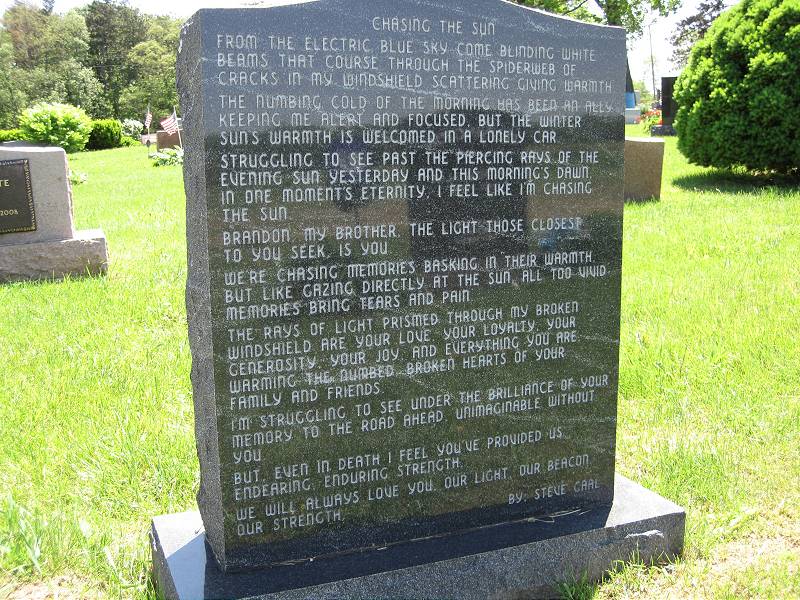 CHASING THE SUN
FROM THE ELECTRIC BLUE SKY COME BLINDING WHITE
BEAMS THAT COURSE THROUGH THE SPIDERWEB OF
CRACKS IN MY WINDSHIELD SCATTERING GIVING WARMTH
THE NUMBING COLD OF THE MORNING HAS BEEN AN ALLY
KEEPING ME ALERT AND FOCUSED, BUT THE WINTER
SUN'S WARMTH IS WELCOMED IN A LONELY CAR
STRUGGLING TO SEE PAST THE PIERCING RAYS OF THE
EVENING SUN YESTERDAY AND THIS MORNING'S DAWN,
IN ONE MOMENT'S ETERNITY, I FEEL LIKE I'M CHASING
THE SUN
BRANDON, MY BROTHER, THE LIGHT THOSE CLOSEST
TO YOU SEEK, IS YOU
WE'RE CHASING MEMORIES BASKING IN THEIR WARMTH
BUT LIKE GAZING DIRECTLY AT THE SUN, ALL TOO VIVID
MEMORIES BRING TEARS AND PAIN
THE RAYS OF LIGHT PRISMED THROUGH MY BROKEN
WINDSHIELD ARE YOUR LOVE, YOUR LOYALTY, YOUR
GENEROSITY, YOUR JOY, AND EVERYTHING YOU ARE,
WARMING THE NUMBED, BROKEN HEARTS OF YOUR
FAMILY AND FRIENDS.
I'M STRUGGLING TO SEE UNDER THE BRILLIANCE OF YOUR
MEMORY TO THE ROAD AHEAD, UNIMAGINABLE WITHOUT
YOU
BUT, EVEN IN DEATH I FEEL YOU'VE PROVIDED US
ENDEARING, ENDURING STRENGTH.
WE WILL ALWAYS LOVE YOU, OUR LIGHT, OUR BEACON,
OUR STRENGTH.
BY: STEVE CARL
2008